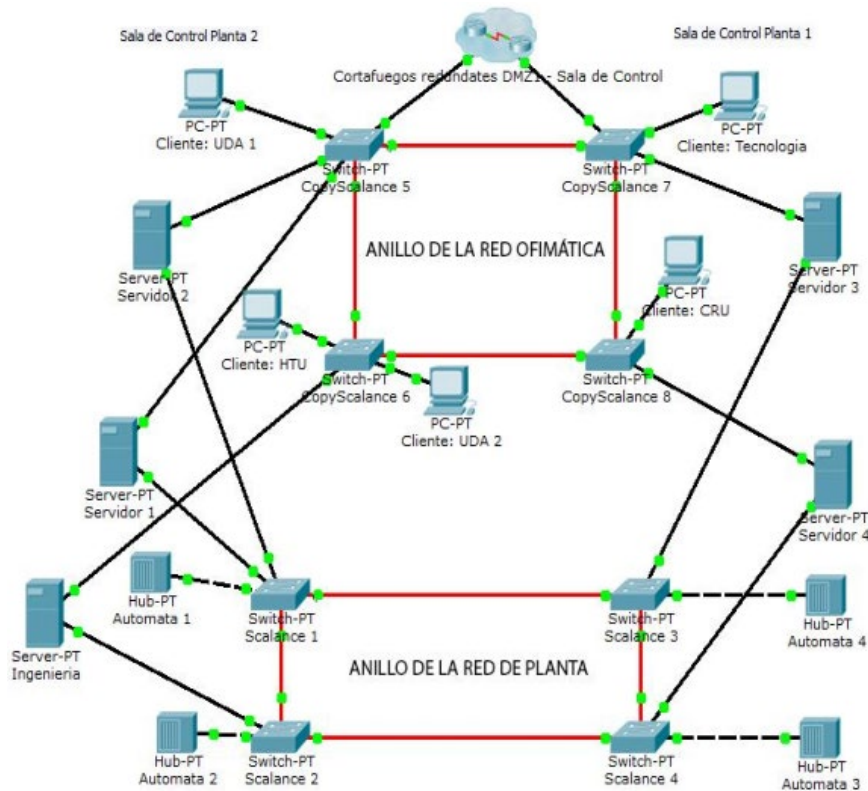 Sala de Control Planta 2
Sala de Control Planta 1
Cortafuegos redundates DMZ1 - Sala de Control
PC-PT
Cliente: UDA 1
PC-PT
Cliente: Tecnologia
Switch-PT
CopyScalance 5
Switch-PT
CopyScalance 7
ANILLO DE LA RED OFIMÁTICA
Server-PT
Servidor 2
Server-PT
Servidor 3
PC-PT
Cliente: CRU
PC-PT
Cliente: HTU
Switch-PT
CopyScalance 6
Switch-PT
CopyScalance 8
PC-PT
Cliente: UDA 2
Server-PT
Servidor 1
Server-PT
Servidor 4
Hub-PT
Automata 1
Switch-PT
Scalance 1
Switch-PT
Scalance 3
Hub-PT
Automata 4
Server-PT
Ingenieria
ANILLO DE LA RED DE PLANTA
Hub-PT
Automata 2
Switch-PT
Scalance 2
Switch-PT
Scalance 4
Hub-PT
Automata 3